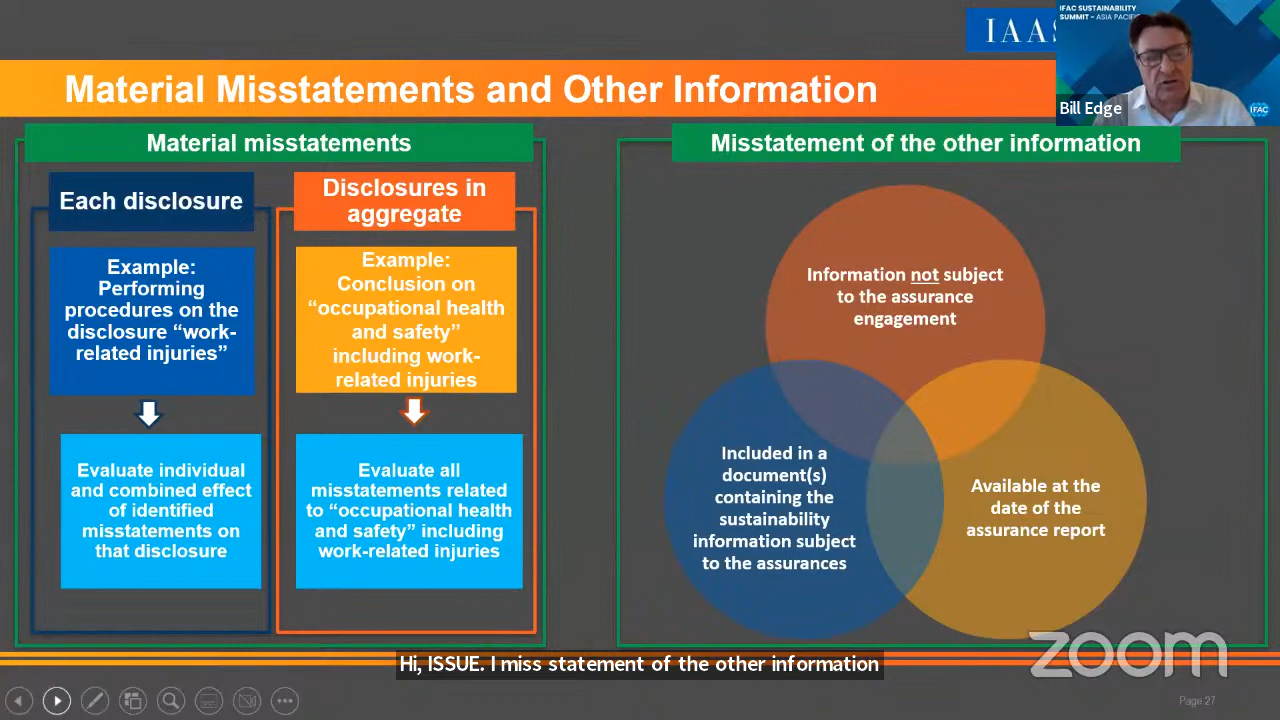 IAAS
IFAC SUSTAINABILITY
SUMMIT - ASIA PACIFIC
Bill Edge
IFAC
Material Misstatements and Other Information
Material misstatements
Each disclosure
Example:
Performing
procedures on the
disclosure “work-
related injuries”
Evaluate individual
and combined effect
of identified
misstatements on
that disclosure
Disclosures in
aggregate
Example:
Conclusion on
“occupational health
and safety”
including work-
related injuries
Evaluate all
misstatements related
to “occupational health
and safety” including
work-related injuries
Misstatement of the other information
Information not subject
to the assurance
engagement
Included in a
document(s)
containing the
sustainability
information subject
to the assurances
Available at the
date of the
assurance report
zoom
Hi, ISSUE. I miss statement of the other information
Page 27